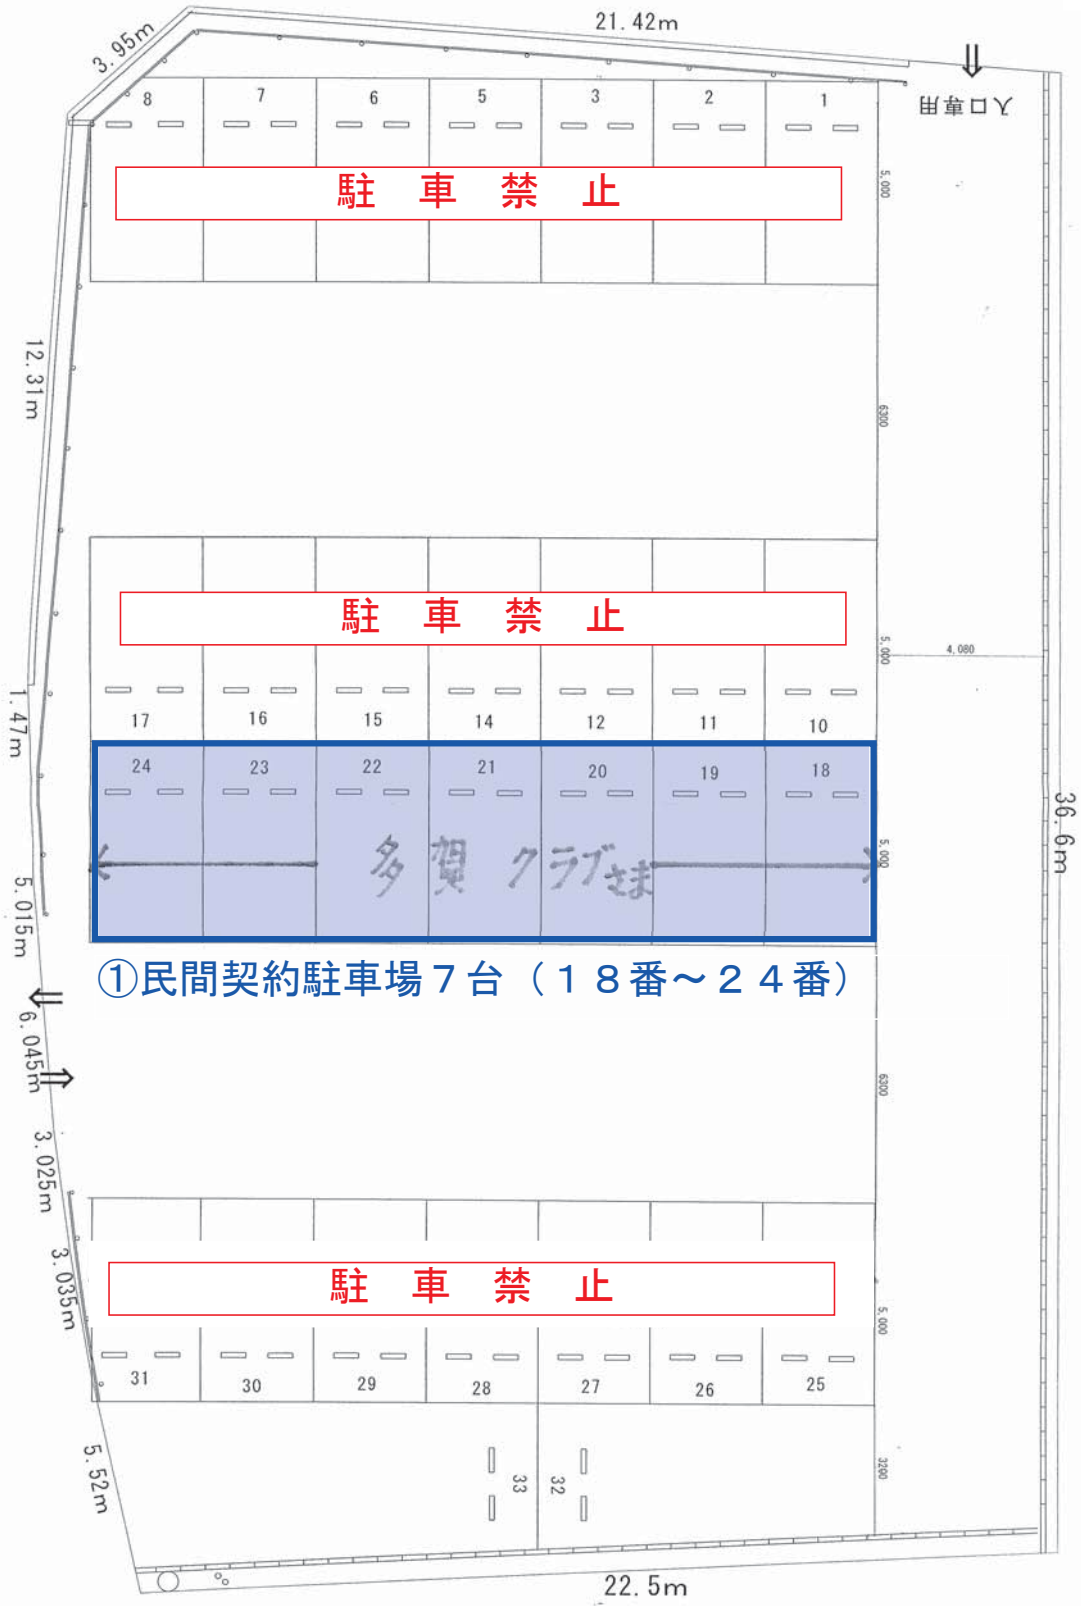 21.42m
3.95m
入口専用
8 7 6 5 3 2 1
5,000
駐 車 禁 止
12.31m
6300
駐 車 禁 止
5,000
4,080
1.47m
17 16 15 14 12 11 10
24 23 22 21 20 19 18
36.6m
5,000
多賀クラブさま
5.015m
①民間契約駐車場７台（１８番～２４番）
6.045m
6300
3.025m
3.035m
駐 車 禁 止
5,000
31 30 29 28 27 26 25
5.52m
3200
33 32
22.5m